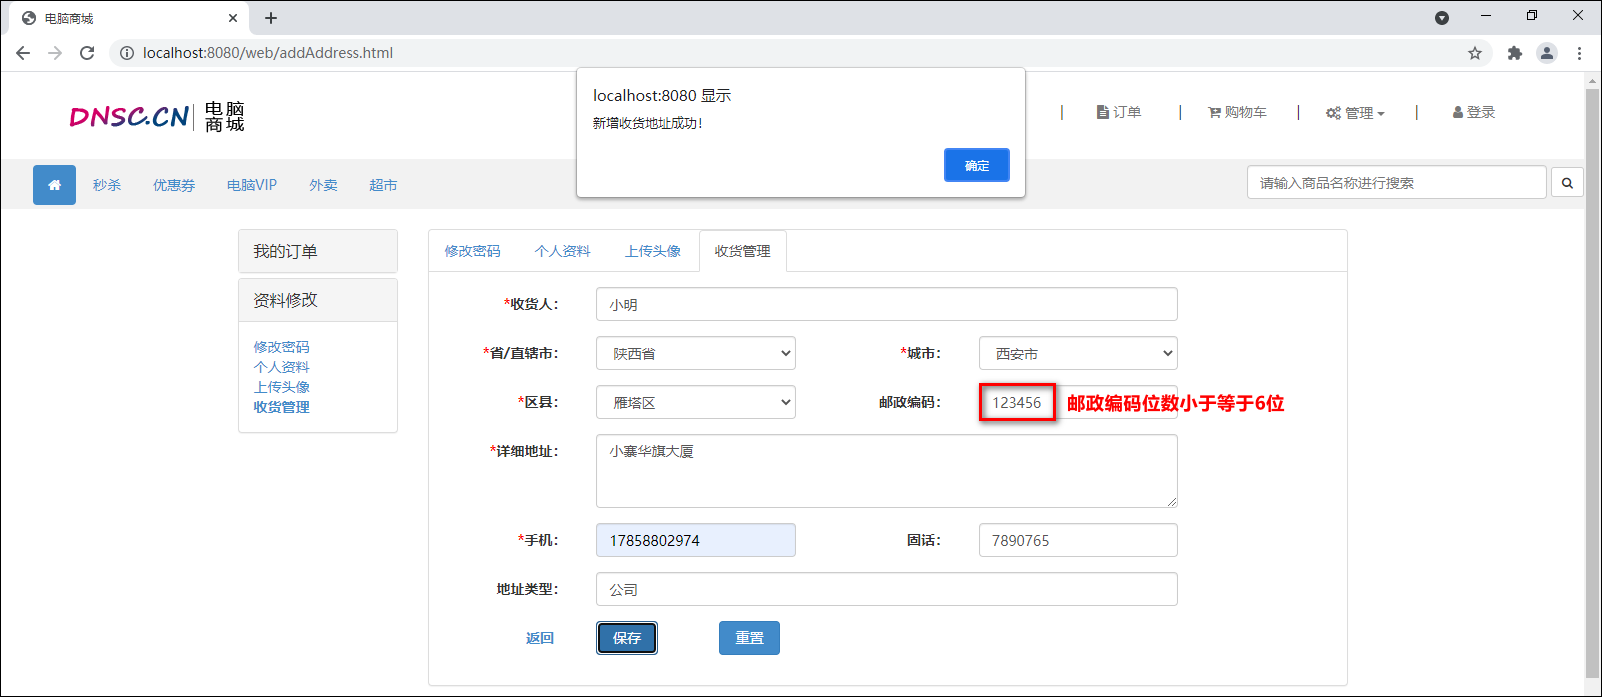 电脑商城
localhost:8080/web/addAddress.html
localhost:8080 显示
新增收货地址成功！
确定
DNSC.CN 电脑商城
| 订单 | 购物车 | 管理 | 登录
秒杀 优惠券 电脑VIP 外卖 超市 请输入商品名称进行搜索
我的订单
资料修改
修改密码
个人资料
上传头像
收货管理
修改密码 个人资料 上传头像 收货管理
*收货人： 小明
*省/直辖市： 陕西省 *城市： 西安市
*区县： 雁塔区 邮政编码： 123456 邮政编码位数小于等于6位
*详细地址： 小寨华旗大厦
*手机： 17858802974 固话： 7890765
地址类型： 公司
返回 保存 重置